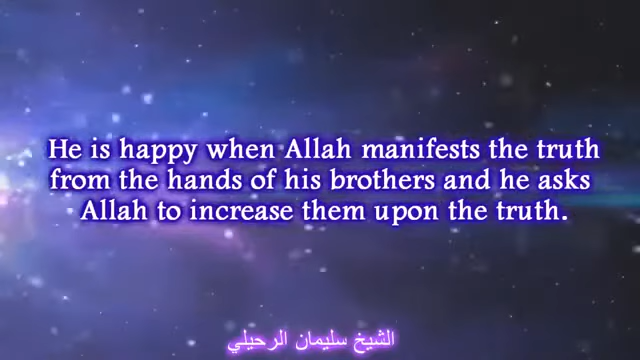 He is happy when Allah manifests the truth
from the hands of his brothers and he asks
Allah to increase them upon the truth.
الشيخ سليمان الرحيلي